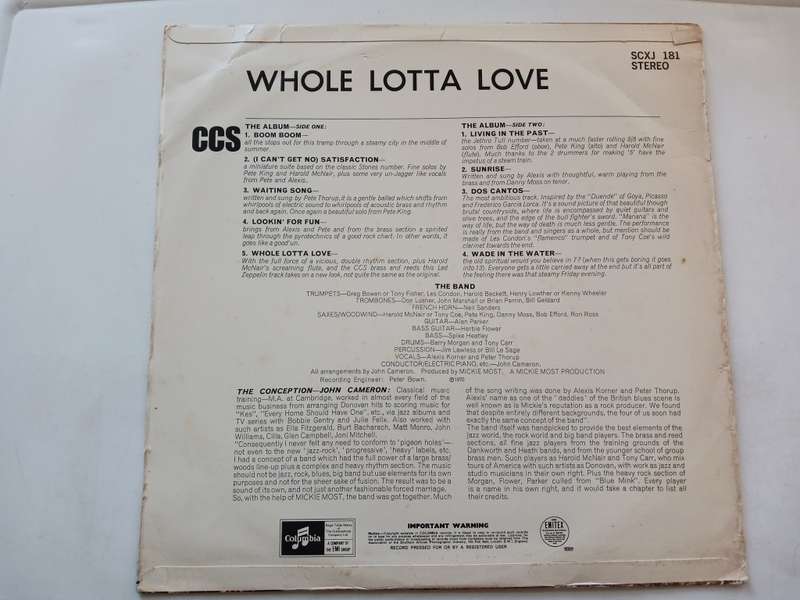 SCXJ 181
STEREO
WHOLE LOTTA LOVE
CCS
THE ALBUM—SIDE ONE:
1. BOOM BOOM—
all the stops out for this tramp through a steamy city in the middle of
summer.
2. (I CAN'T GET NO) SATISFACTION—
a miniature suite based on the classic Stones number. Fine solos by
Pete King and Harold McNair, plus some very un-Jagger like vocals
from Pete and Alexis.
3. WAITING SONG—
written and sung by Pete Thorup, it is a gentle ballad which shifts from
whirlpools of electric sound to whirlpools of acoustic brass and rhythm
and back again. Once again a beautiful solo from Pete King.
4. LOOKIN' FOR FUN—
brings from Alexis and Pete and from the brass section a spirited
leap through the pyrotechnics of a good rock chart. In other words, it
goes like a good'un.
5. WHOLE LOTTA LOVE—
With the full force of a vicious, double rhythm section, plus Harold
McNair's screaming flute, and the CCS brass and reeds this Led
Zeppelin track takes on a new look, not quite the same as the original.
THE ALBUM—SIDE TWO:
1. LIVING IN THE PAST—
the Jethro Tull number—taken at a much faster rolling 5/4 with fine
solos from Bob Efford (oboe), Pete King (alto) and Harold McNair
(flute). Much thanks to the 2 drummers for making '5' have the
impetus of a steam train.
2. SUNRISE—
Written and sung by Alexis with thoughtful, warm playing from the
brass and from Danny Moss on tenor.
3. DOS CANTOS—
The most ambitious track. Inspired by the "Duende" of Goya, Picasso
and Frederico Garcia Lorca. It's a sound picture of that beautiful though
brutal countryside, where life is encompassed by quiet guitars and
olive trees, and the edge of the bull fighter's sword. "Manana" is the
way of life, but the way of death is much less gentle. The performance
is really from the band and singers as a whole, but mention should be
made of Les Condon's "flamenco" trumpet and of Tony Coe's wild
clarinet towards the end.
4. WADE IN THE WATER—
the old spiritual would you believe in 7? (when this gets boring it goes
into 13). Everyone gets a little carried away at the end but it's all part of
the feeling there was that steamy Friday evening.
THE BAND
TRUMPETS—Greg Bowen or Tony Fisher, Les Condon, Harold Beckett, Henry Lowther or Kenny Wheeler
TROMBONES—Don Lusher, John Marshall or Brian Perrin, Bill Geldard
FRENCH HORN—Neil Sanders
SAXES/WOODWIND—Harold McNair or Tony Coe, Pete King, Danny Moss, Bob Efford, Ron Ross
GUITAR—Alan Parker
BASS GUITAR—Herbie Flower
BASS—Spike Heatley
DRUMS—Barry Morgan and Tony Carr
PERCUSSION—Jim Lawless or Bill Le Sage
VOCALS—Alexis Korner and Peter Thorup
CONDUCTOR/ELECTRIC PIANO, etc.—John Cameron.
All arrangements by John Cameron. Produced by MICKIE MOST. A MICKIE MOST PRODUCTION
Recording Engineer: Peter Bown. ℗1970
THE CONCEPTION—JOHN CAMERON: Classical music
training—M.A. at Cambridge, worked in almost every field of the
music business from arranging Donovan hits to scoring music for
"Kes", "Every Home Should Have One", etc., via jazz albums and
TV series with Bobbie Gentry and Julie Felix. Also worked with
such artists as Ella Fitzgerald, Burt Bacharach, Matt Monro, John
Williams, Cilla, Glen Campbell, Joni Mitchell.
"Consequently I never felt any need to conform to 'pigeon holes'—
not even to the new 'jazz-rock', 'progressive', 'heavy' labels, etc.
I had a concept of a band which had the full power of a large brass/
woods line-up plus a complex and heavy rhythm section. The music
should not be jazz, rock, blues, big band but use elements for its own
purposes and not for the sheer sake of fusion. The result was to be a
sound of its own, and not just another fashionable forced marriage.
So, with the help of MICKIE MOST, the band was got together. Much
of the song writing was done by Alexis Korner and Peter Thorup.
Alexis' name as one of the 'daddies' of the British blues scene is
well known as is Mickie's reputation as a rock producer. We found
that despite entirely different backgrounds, the four of us soon had
exactly the same concept of the band".
The band itself was handpicked to provide the best elements of the
jazz world, the rock world and big band players. The brass and reed
sections, all fine jazz players from the training grounds of the
Dankworth and Heath bands, and from the younger school of group
brass men. Such players as Harold McNair and Tony Carr, who mix
tours of America with such artists as Donovan, with work as jazz and
studio musicians in their own right. Plus the heavy rock section of
Morgan, Flower, Parker culled from "Blue Mink". Every player
is a name in his own right, and it would take a chapter to list all
their credits.
Columbia
A COMPANY OF
THE EMI GROUP
IMPORTANT WARNING
RECORD PRESSED FOR OR BY A REGISTERED USER
EMITEX